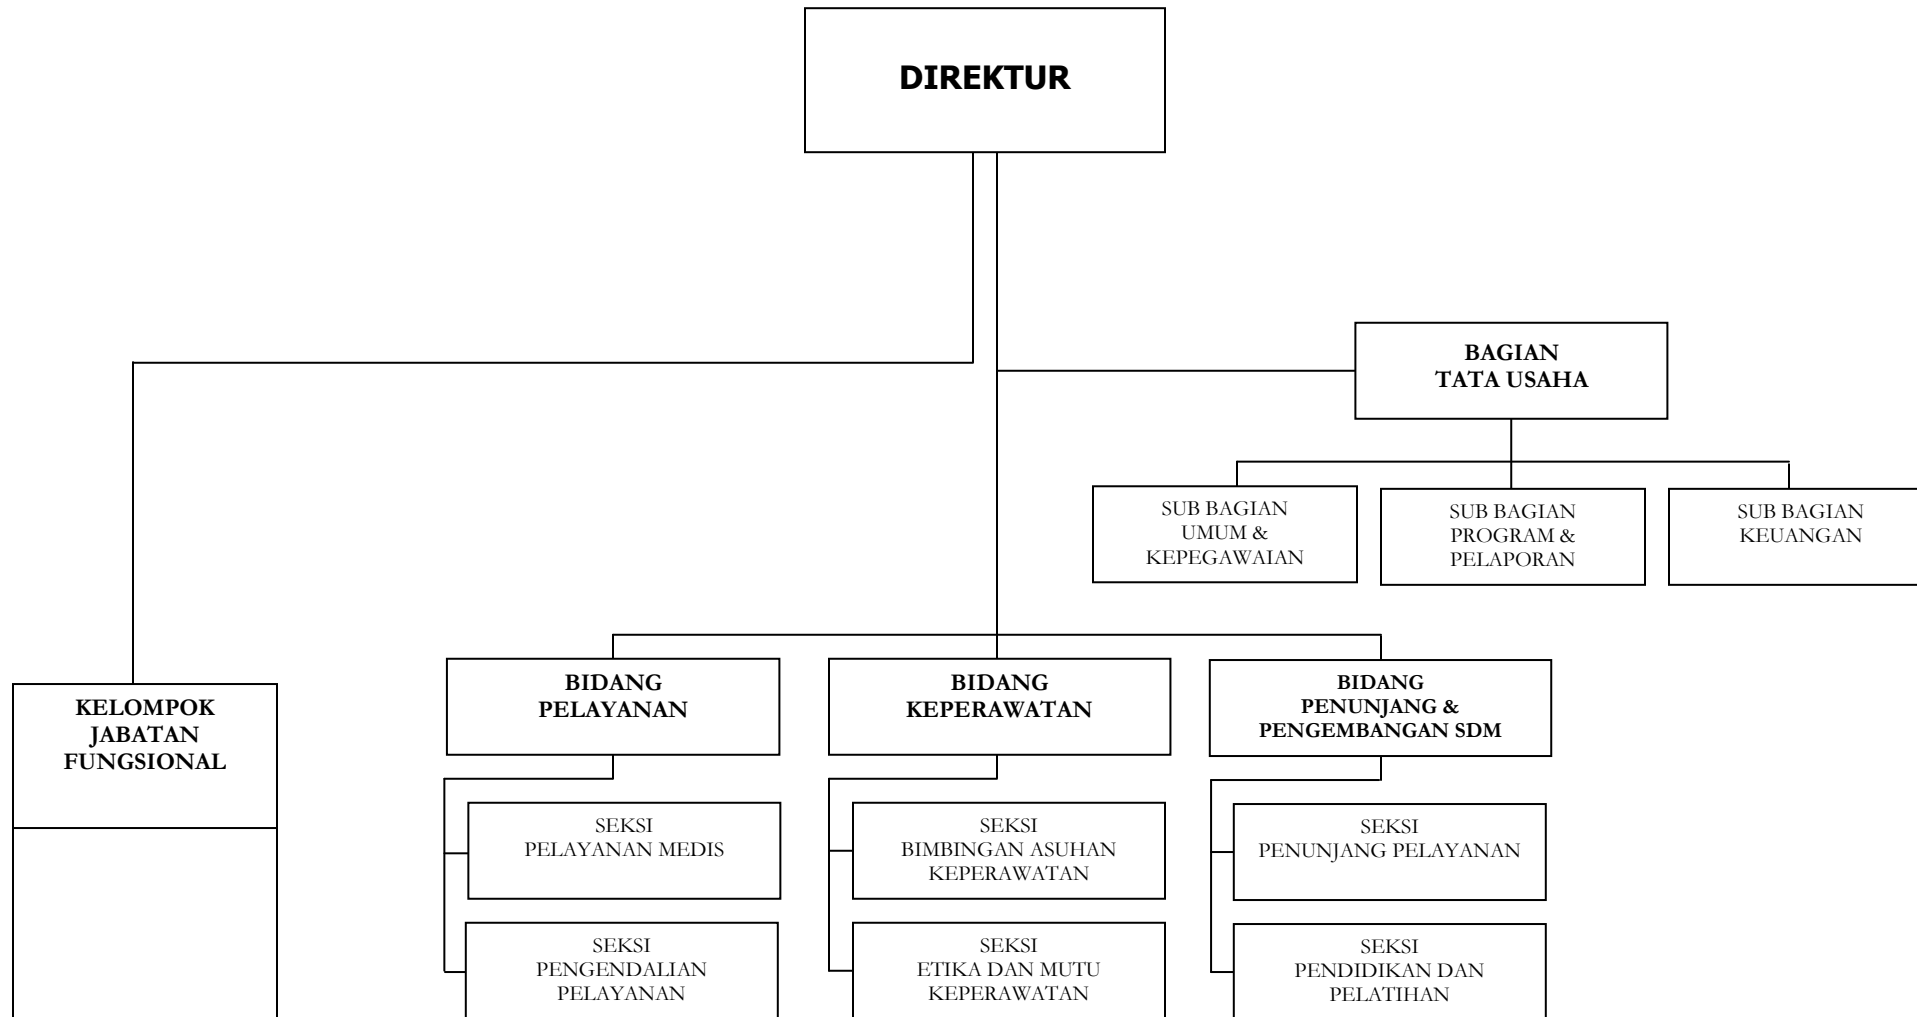 DIREKTUR
BAGIAN
TATA USAHA
SUB BAGIAN
UMUM &
KEPEGAWAIAN
SUB BAGIAN
PROGRAM &
PELAPORAN
SUB BAGIAN
KEUANGAN
KELOMPOK
JABATAN
FUNGSIONAL
BIDANG
PELAYANAN
BIDANG
KEPERAWATAN
BIDANG
PENUNJANG &
PENGEMBANGAN SDM
SEKSI
PELAYANAN MEDIS
SEKSI
BIMBINGAN ASUHAN
KEPERAWATAN
SEKSI
PENUNJANG PELAYANAN
SEKSI
PENGENDALIAN
PELAYANAN
SEKSI
ETIKA DAN MUTU
KEPERAWATAN
SEKSI
PENDIDIKAN DAN
PELATIHAN